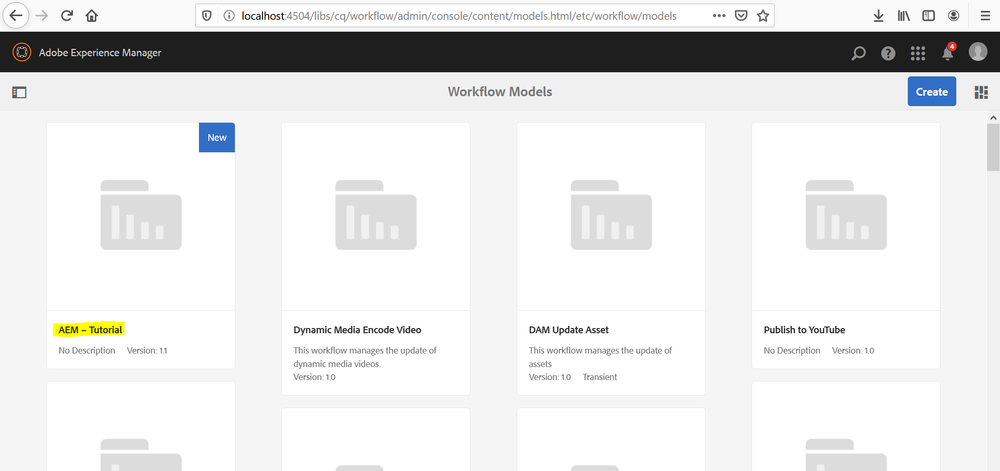 localhost:4504/libs/cq/workflow/admin/console/content/models.html/etc/workflow/models
Adobe Experience Manager
4
Workflow Models
Create
New
AEM – Tutorial
No Description Version: 1.1
Dynamic Media Encode Video
This workflow manages the update of
dynamic media videos.
Version: 1.0
DAM Update Asset
This workflow manages the update of
assets
Version: 1.0 Transient
Publish to YouTube
No Description Version: 1.0